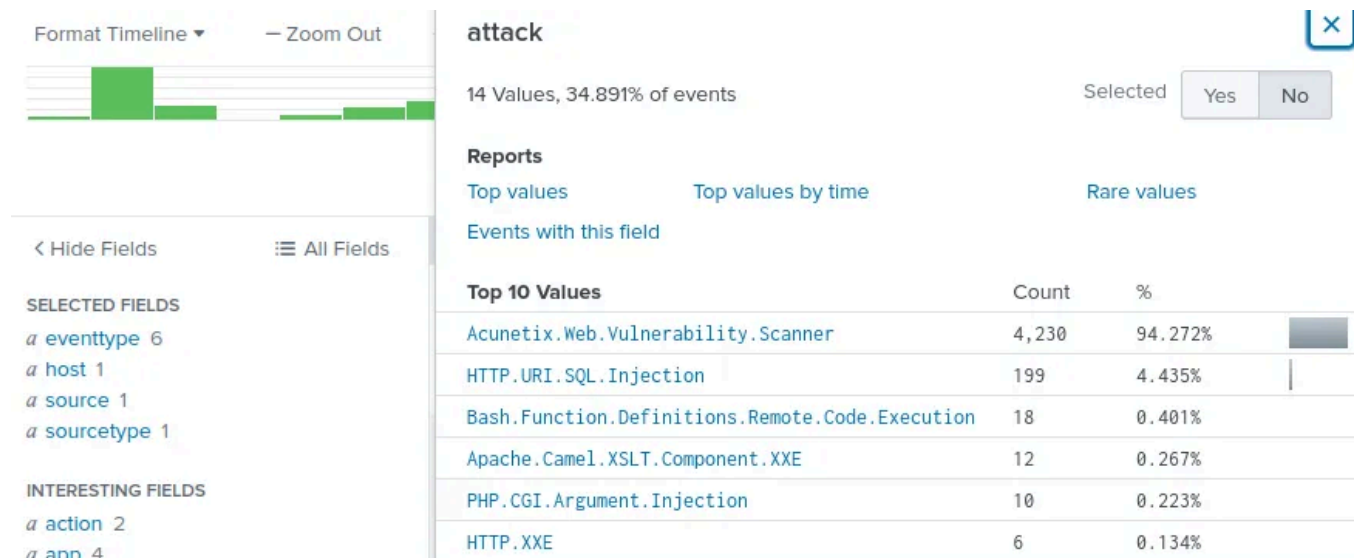 Format Timeline
— Zoom Out
attack
14 Values, 34.891% of events
Selected Yes No
Reports
Top values Top values by time Rare values
Events with this field
< Hide Fields
All Fields
SELECTED FIELDS
a eventtype 6
a host 1
a source 1
a sourcetype 1
INTERESTING FIELDS
a action 2
a app 4
Top 10 Values Count %
Acunetix.Web.Vulnerability.Scanner 4,230 94.272%
HTTP.URI.SQL.Injection 199 4.435%
Bash.Function.Definitions.Remote.Code.Execution 18 0.401%
Apache.Camel.XSLT.Component.XXE 12 0.267%
PHP.CGI.Argument.Injection 10 0.223%
HTTP.XXE 6 0.134%